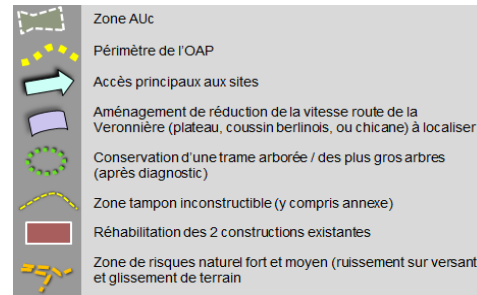 Zone AUc
Périmètre de l'OAP
Accès principaux aux sites
Aménagement de réduction de la vitesse route de la
Veronnière (plateau, coussin berlinois, ou chicane) à localiser
Conservation d'une trame arborée / des plus gros arbres
(après diagnostic)
Zone tampon inconstructible (y compris annexe)
Réhabilitation des 2 constructions existantes
Zone de risques naturel fort et moyen (ruissement sur versant
et glissement de terrain